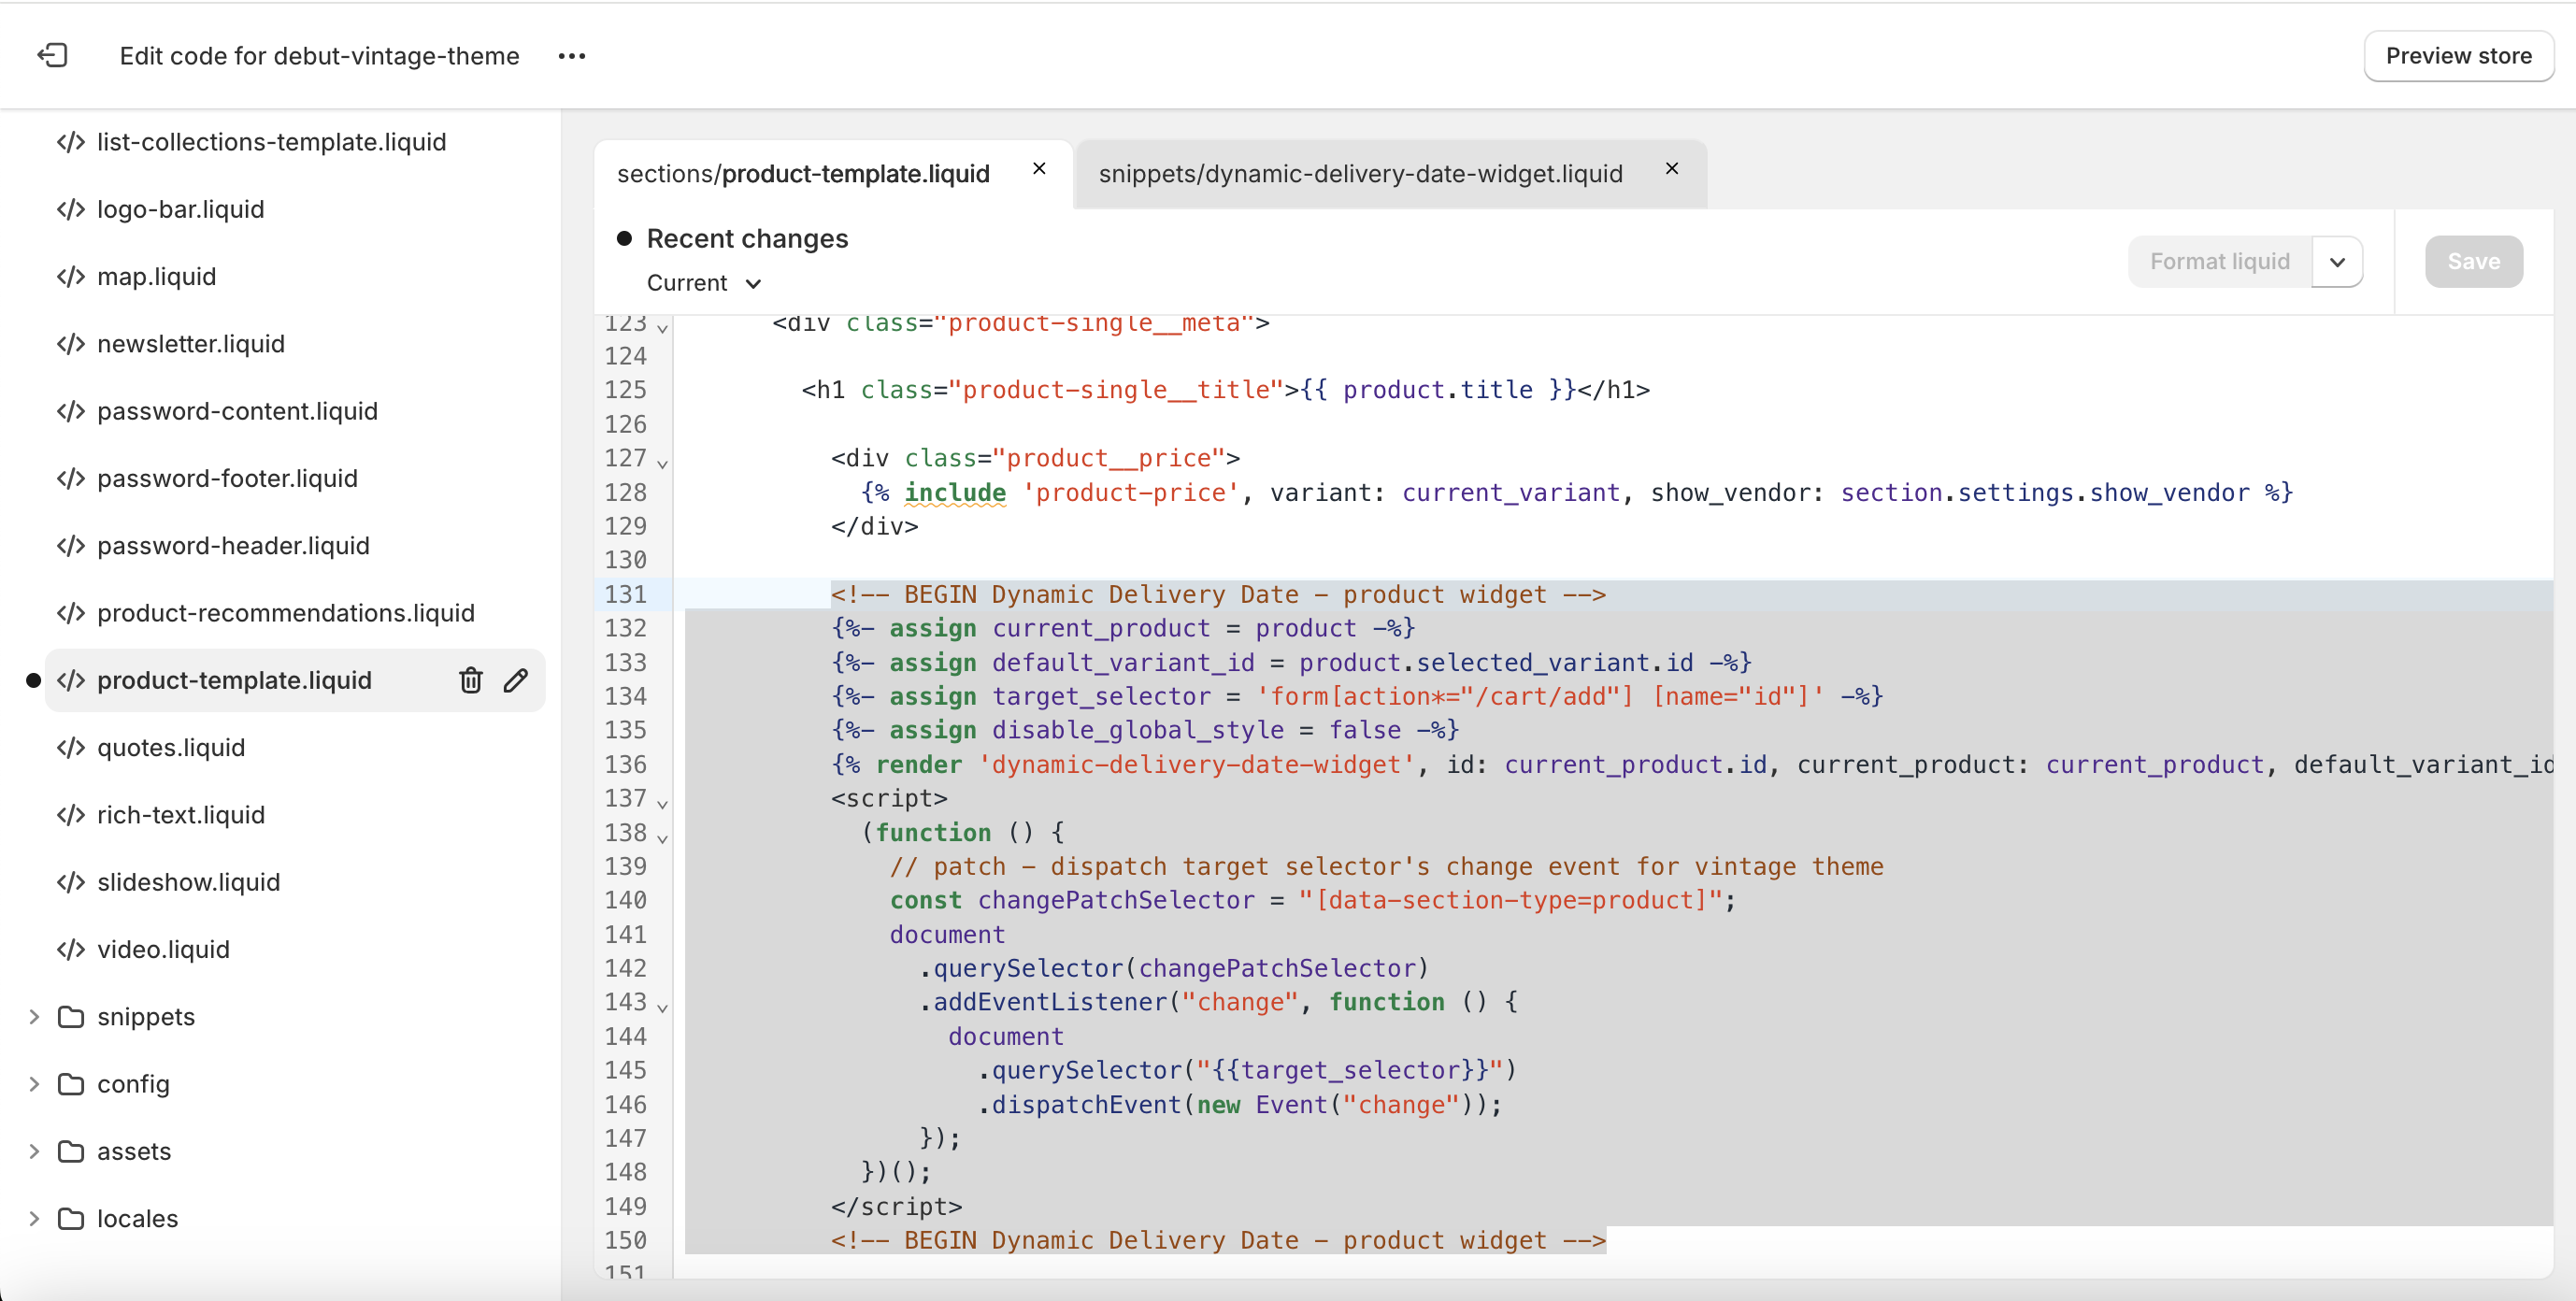 Edit code for debut-vintage-theme
Preview store
list-collections-template.liquid
logo-bar.liquid
map.liquid
newsletter.liquid
password-content.liquid
password-footer.liquid
password-header.liquid
product-recommendations.liquid
product-template.liquid
quotes.liquid
rich-text.liquid
slideshow.liquid
video.liquid
snippets
config
assets
locales
sections/product-template.liquid
snippets/dynamic-delivery-date-widget.liquid
Recent changes
Current
Format liquid
Save
123 <div class="product-single__meta">
124
125 <h1 class="product-single__title">{{ product.title }}</h1>
126
127 <div class="product__price">
128 {% include 'product-price', variant: current_variant, show_vendor: section.settings.show_vendor %}
129 </div>
130
131 <!-- BEGIN Dynamic Delivery Date - product widget -->
132 {%- assign current_product = product -%}
133 {%- assign default_variant_id = product.selected_variant.id -%}
134 {%- assign target_selector = 'form[action*="/cart/add"] [name="id"]' -%}
135 {%- assign disable_global_style = false -%}
136 {% render 'dynamic-delivery-date-widget', id: current_product.id, current_product: current_product, default_variant_id
137 <script>
138 (function () {
139 // patch - dispatch target selector's change event for vintage theme
140 const changePatchSelector = "[data-section-type=product]";
141 document
142 .querySelector(changePatchSelector)
143 .addEventListener("change", function () {
144 document
145 .querySelector("{{target_selector}}")
146 .dispatchEvent(new Event("change"));
147 });
148 })();
149 </script>
150 <!-- BEGIN Dynamic Delivery Date - product widget -->
151